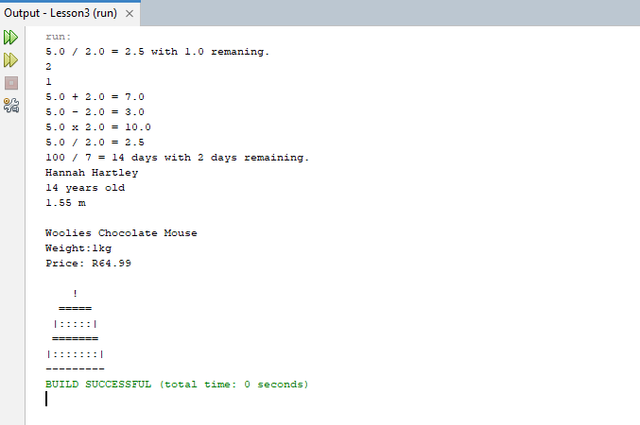 Output - Lesson3 (run) ×
run:
5.0 / 2.0 = 2.5 with 1.0 remaning.
2
1
5.0 + 2.0 = 7.0
5.0 - 2.0 = 3.0
5.0 x 2.0 = 10.0
5.0 / 2.0 = 2.5
100 / 7 = 14 days with 2 days remaining.
Hannah Hartley
14 years old
1.55 m

Woolies Chocolate Mouse
Weight:1kg
Price: R64.99

    !
  =====
 |:::::|
 =======
|:::::::|
---------
BUILD SUCCESSFUL (total time: 0 seconds)